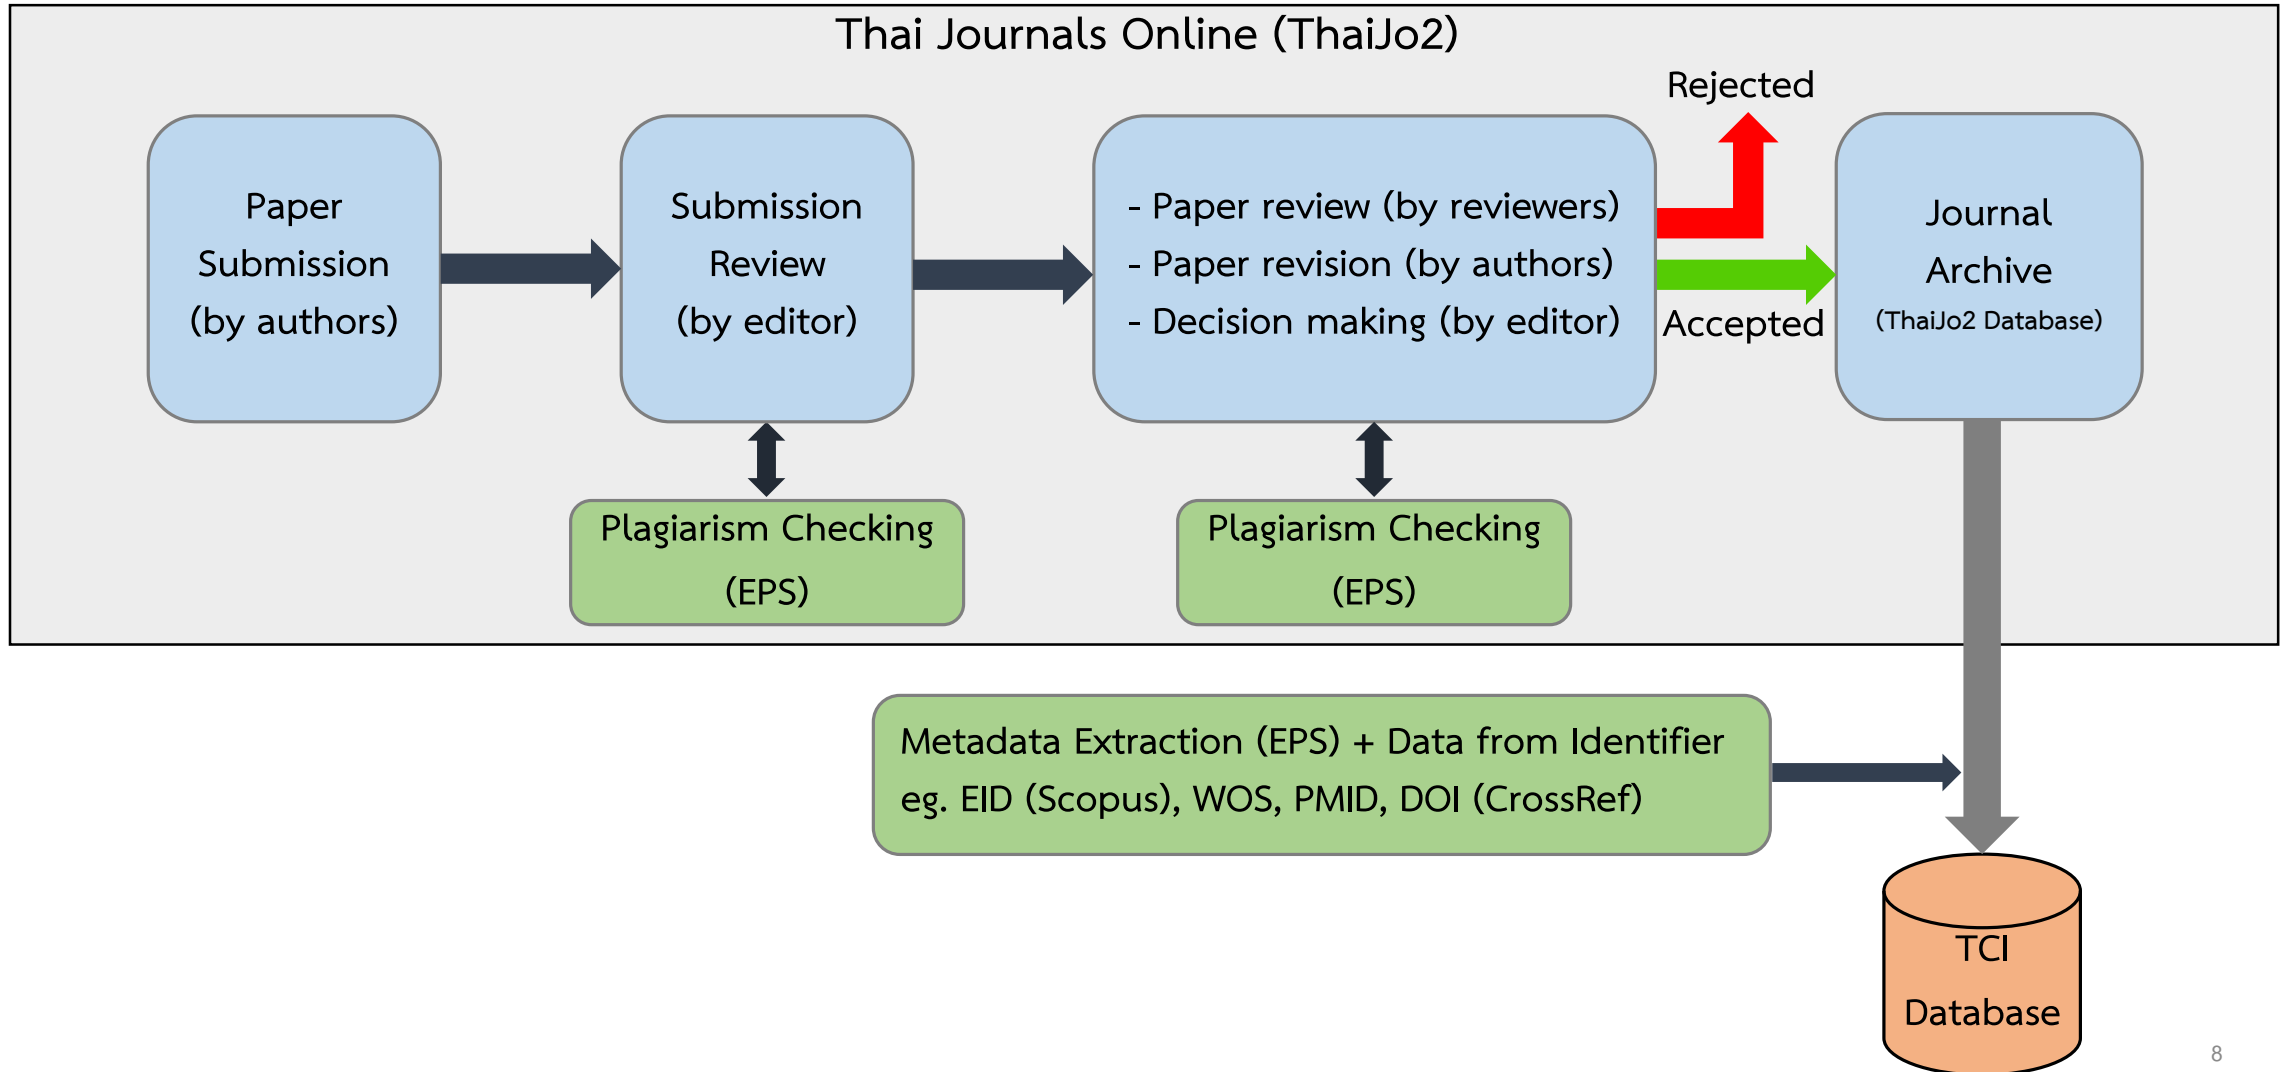 Thai Journals Online (ThaiJo2)
Rejected
Paper
Submission
(by authors)
Submission
Review
(by editor)
- Paper review (by reviewers)
- Paper revision (by authors)
- Decision making (by editor)
Accepted
Journal
Archive
(ThaiJo2 Database)
Plagiarism Checking
(EPS)
Plagiarism Checking
(EPS)
Metadata Extraction (EPS) + Data from Identifier
eg. EID (Scopus), WOS, PMID, DOI (CrossRef)
TCI
Database
8